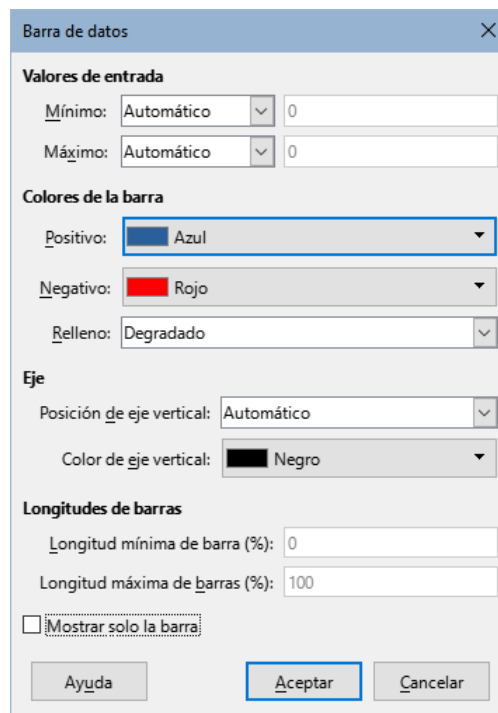 Barra de datos
Valores de entrada
Mínimo: Automático 0
Máximo: Automático 0
Colores de la barra
Positivo: Azul
Negativo: Rojo
Relleno: Degradado
Eje
Posición de eje vertical: Automático
Color de eje vertical: Negro
Longitudes de barras
Longitud mínima de barra (%): 0
Longitud máxima de barras (%): 100
Mostrar solo la barra
Ayuda Aceptar Cancelar